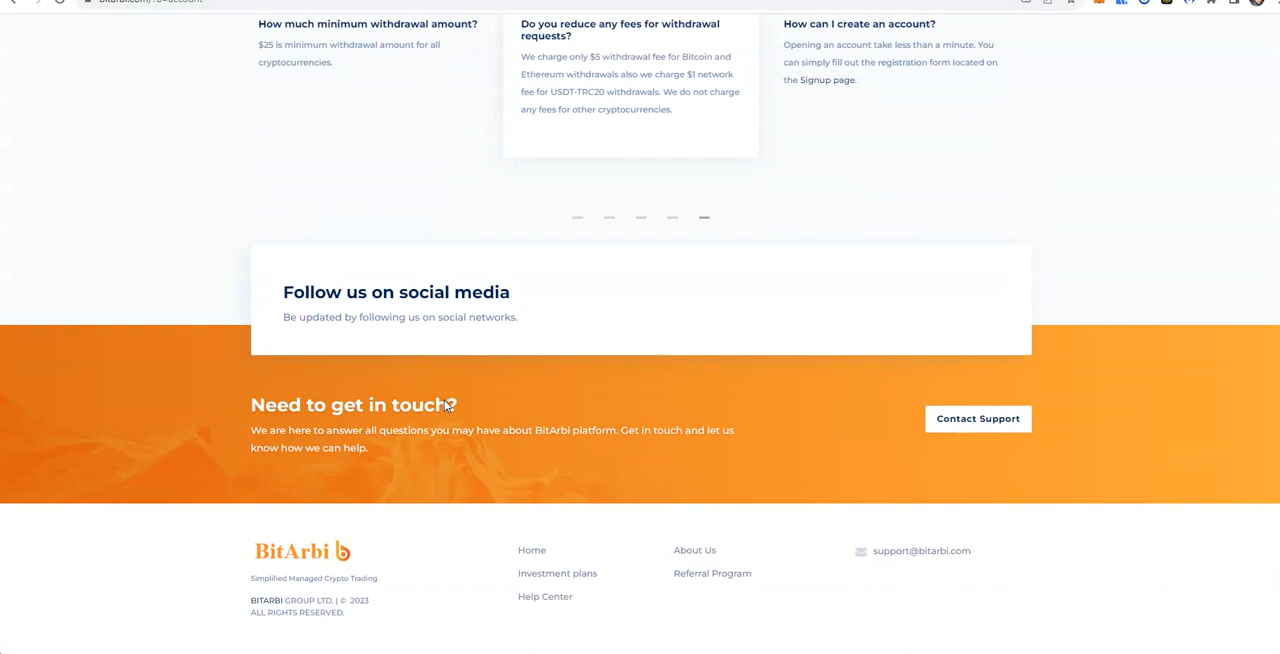 How much minimum withdrawal amount?
$25 is minimum withdrawal amount for all
cryptocurrencies.
Do you reduce any fees for withdrawal
requests?
We charge only $5 withdrawal fee for Bitcoin and
Ethereum withdrawals also we charge $1 network
fee for USDT-TRC20 withdrawals. We do not charge
any fees for other cryptocurrencies.
How can I create an account?
Opening an account take less than a minute. You
can simply fill out the registration form located on
the Signup page.
Follow us on social media
Be updated by following us on social networks.
Need to get in touch?
We are here to answer all questions you may have about BitArbi platform. Get in touch and let us
know how we can help.
Contact Support
BitArbi
Simplified Managed Crypto Trading
BITARBI GROUP LTD. | © 2023
ALL RIGHTS RESERVED.
Home
Investment plans
Help Center
About Us
Referral Program
support@bitarbi.com